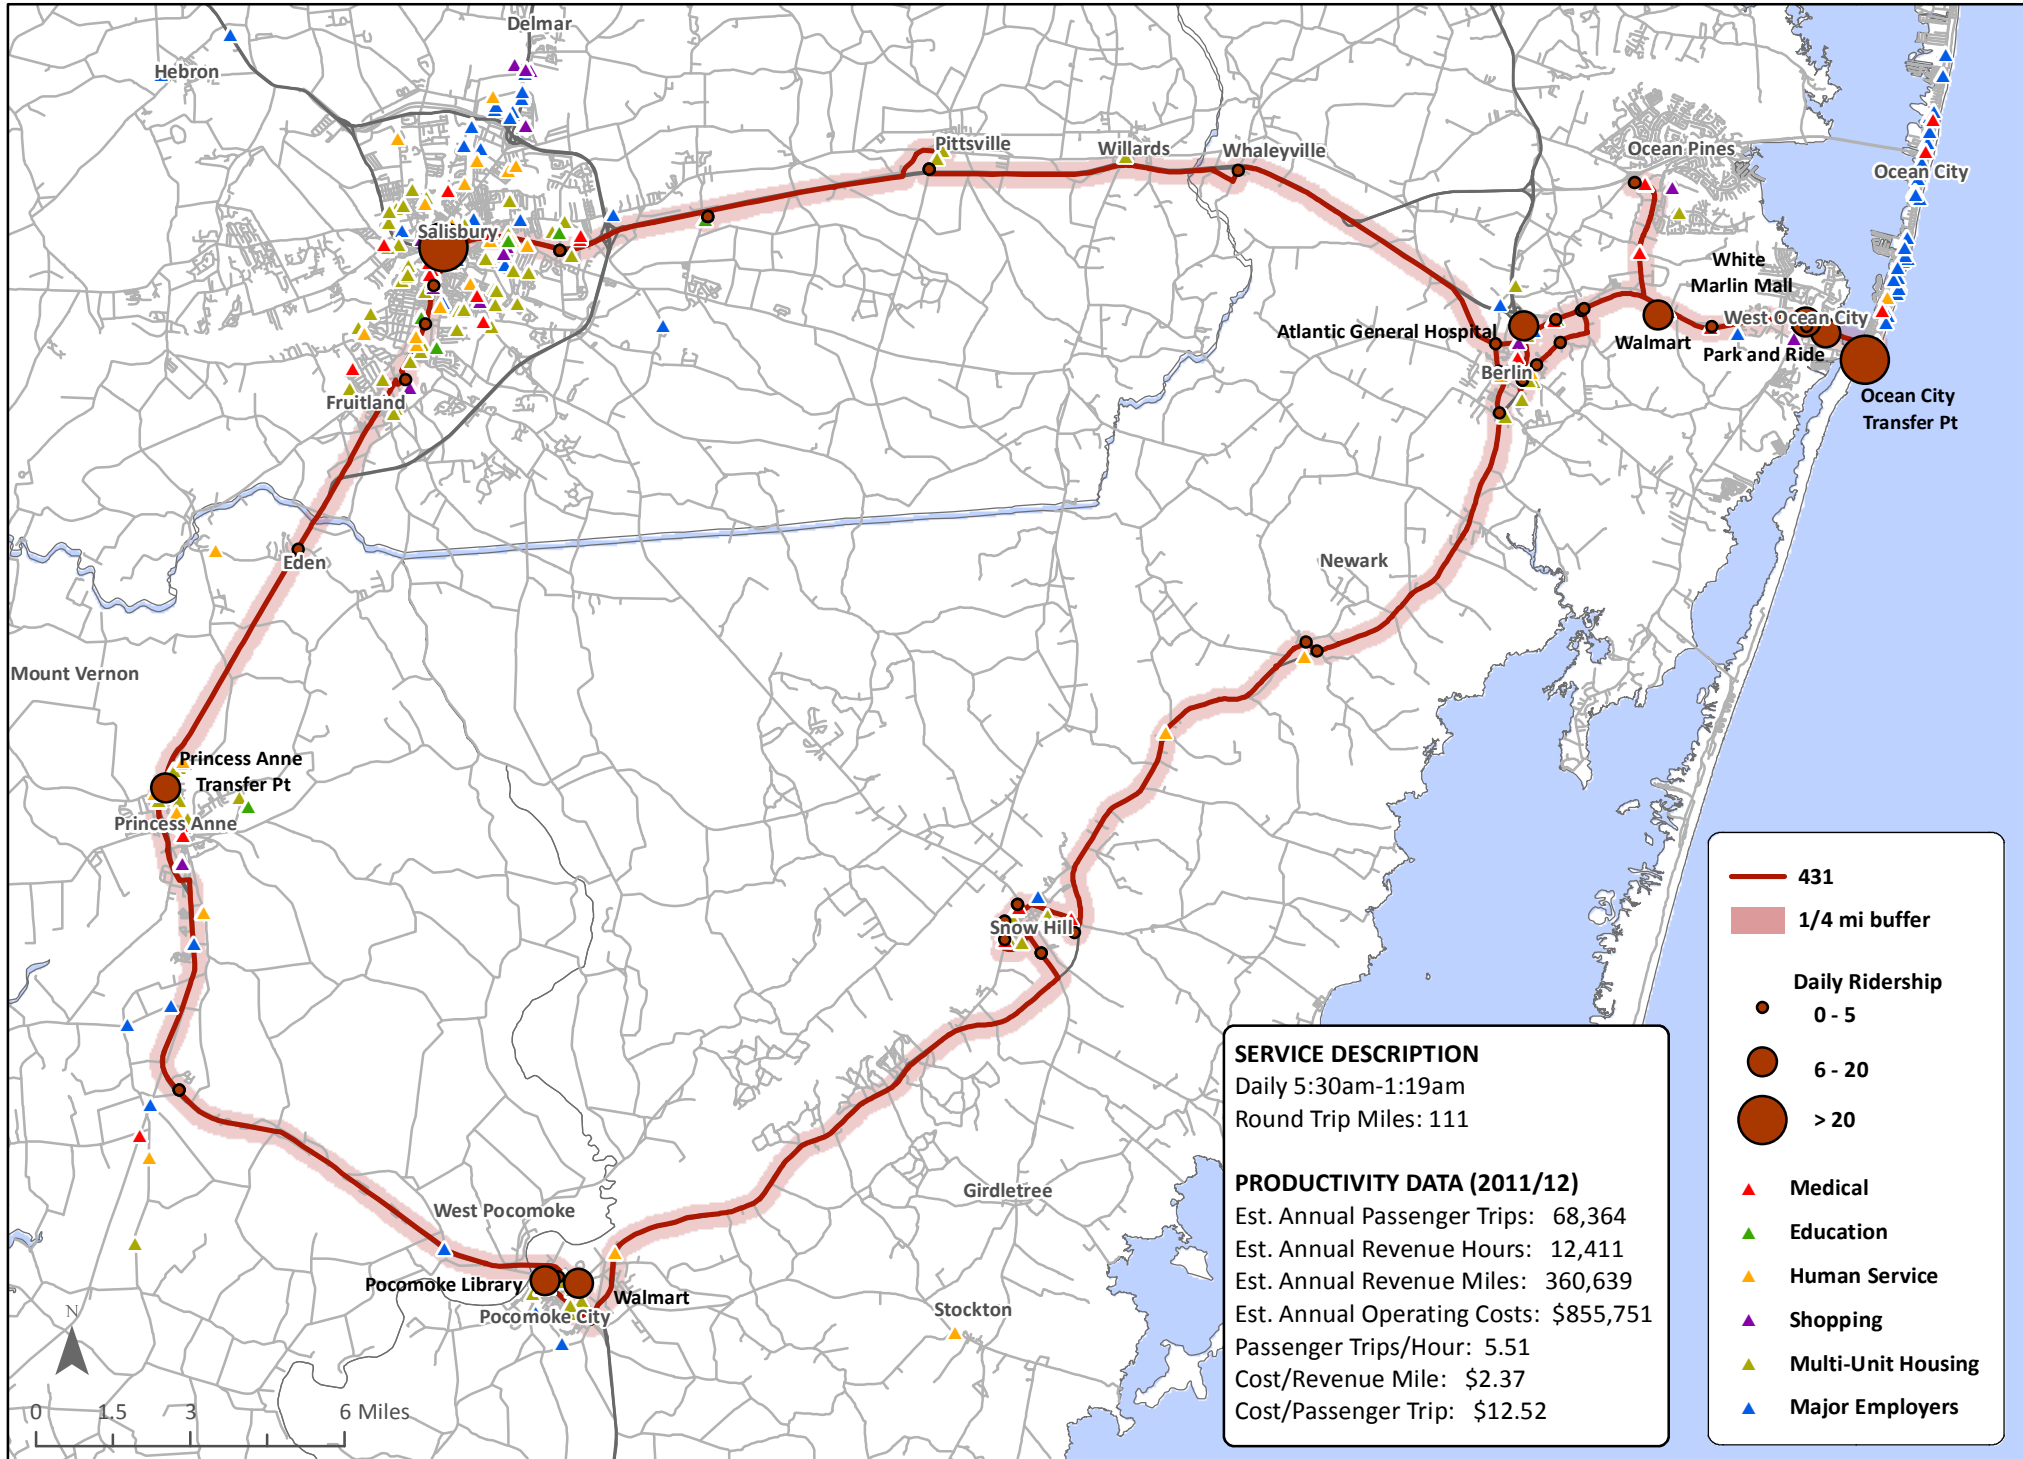 Delmar
Hebron
Pittsville
Willards
Whaleyville
Ocean Pines
Ocean City
Salisbury
White
Marlin Mall
West Ocean City
Atlantic General Hospital
Walmart
Park and Ride
Berlin
Ocean City
Transfer Pt
Fruitland
Eden
Newark
Mount Vernon
Princess Anne
Transfer Pt
Princess Anne
Snow Hill
West Pocomoke
Girdletree
Pocomoke Library
Walmart
Pocomoke City
Stockton
N
0 1.5 3 6 Miles
SERVICE DESCRIPTION
Daily 5:30am-1:19am
Round Trip Miles: 111
PRODUCTIVITY DATA (2011/12)
Est. Annual Passenger Trips: 68,364
Est. Annual Revenue Hours: 12,411
Est. Annual Revenue Miles: 360,639
Est. Annual Operating Costs: $855,751
Passenger Trips/Hour: 5.51
Cost/Revenue Mile: $2.37
Cost/Passenger Trip: $12.52
431
1/4 mi buffer
Daily Ridership
0 - 5
6 - 20
> 20
Medical
Education
Human Service
Shopping
Multi-Unit Housing
Major Employers